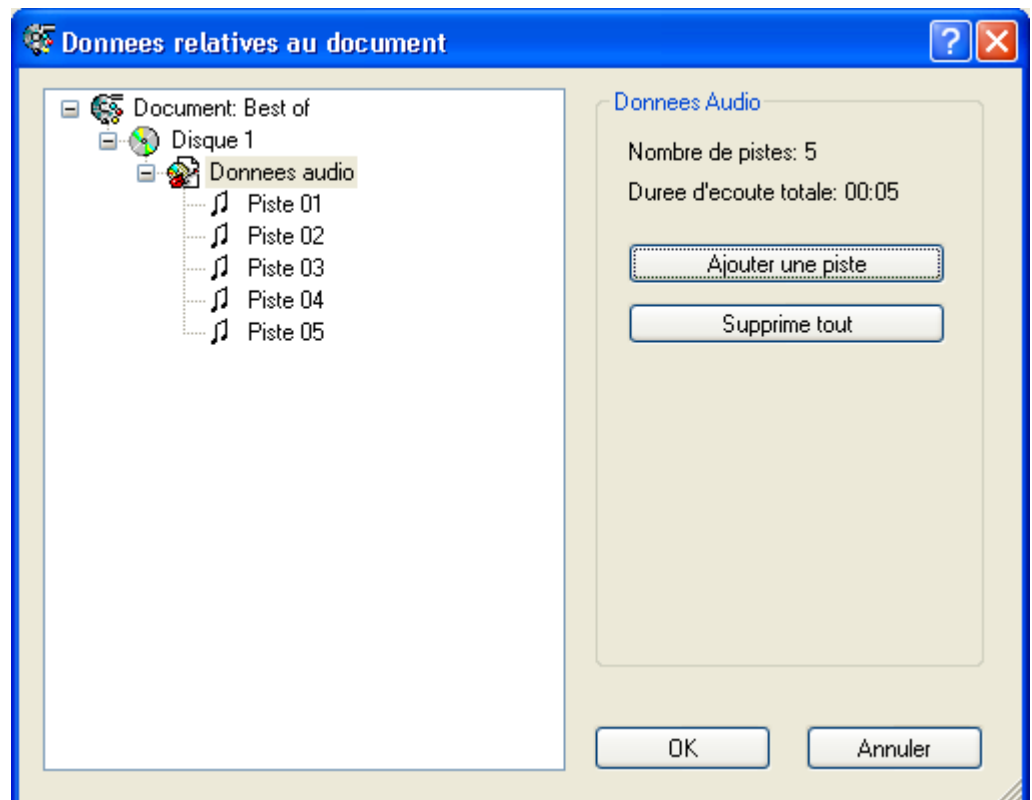 Donnees relatives au document
Document: Best of
Disque 1
Donnees audio
Piste 01
Piste 02
Piste 03
Piste 04
Piste 05
Donnees Audio
Nombre de pistes: 5
Duree d'ecoute totale: 00:05
Ajouter une piste
Supprime tout
OK
Annuler